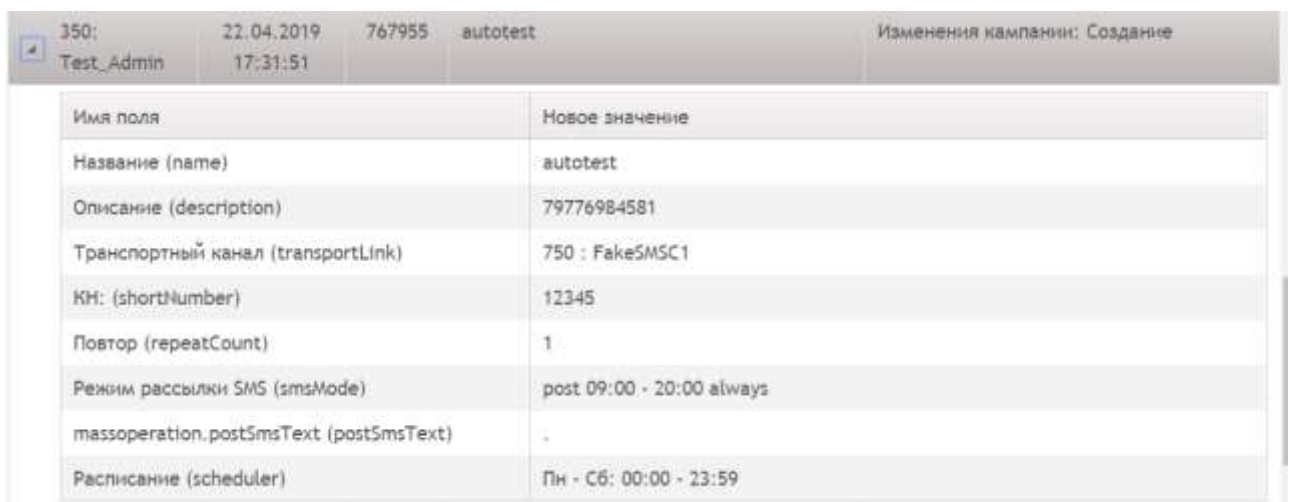 350: 22.04.2019 767955 autotest Изменения кампании: Создание
Test_Admin 17:31:51
Имя поля Новое значение
Название (name) autotest
Описание (description) 79776984581
Транспортный канал (transportLink) 750 : FakeSMSC1
КН: (shortNumber) 12345
Повтор (repeatCount) 1
Режим рассылки SMS (smsMode) post 09:00 - 20:00 always
massoperation.postSmsText (postSmsText) .
Расписание (scheduler) Пн - Сб: 00:00 - 23:59